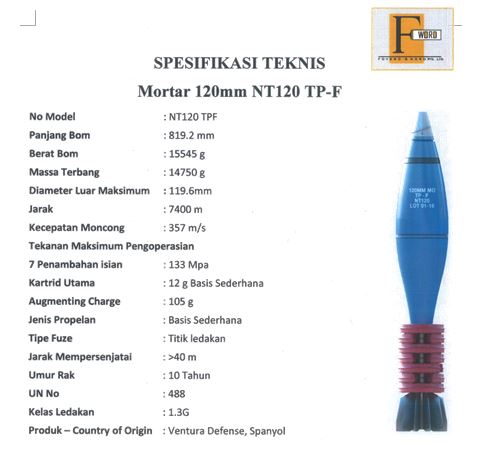 F
WORD
SPESIFIKASI TEKNIS
Mortar 120mm NT120 TP-F
No Model : NT120 TPF
Panjang Bom : 819.2 mm
Berat Bom : 15545 g
Massa Terbang : 14750 g
Diameter Luar Maksimum : 119.6mm
Jarak : 7400 m
Kecepatan Moncong : 357 m/s
Tekanan Maksimum Pengoperasian
7 Penambahan isian : 133 Mpa
Kartrid Utama : 12 g Basis Sederhana
Augmenting Charge : 105 g
Jenis Propelan : Basis Sederhana
Tipe Fuze : Titik ledakan
Jarak Mempersenjatai : >40 m
Umur Rak : 10 Tahun
UN No : 488
Kelas Ledakan : 1.3G
Produk – Country of Origin : Ventura Defense, Spanyol
120MM MO
TP - F
NT120
LOT 01-16